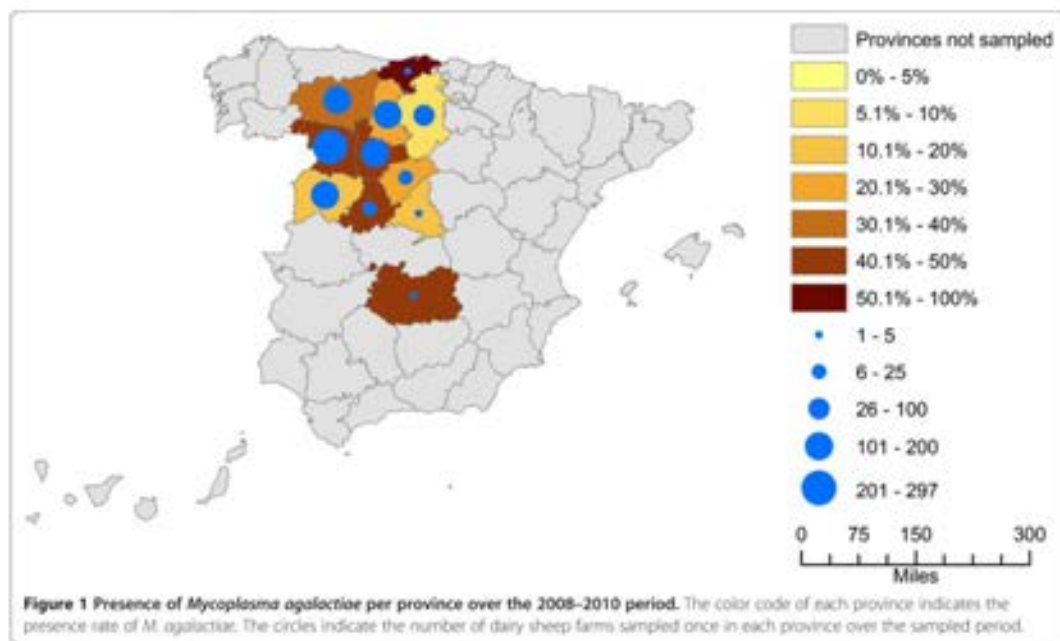 Provinces not sampled
0% - 5%
5.1% - 10%
10.1% - 20%
20.1% - 30%
30.1% - 40%
40.1% - 50%
50.1% - 100%
1 - 5
6 - 25
26 - 100
101 - 200
201 - 297
0 75 150 300
Miles
Figure 1 Presence of Mycoplasma agalactiae per province over the 2008–2010 period. The color code of each province indicates the
presence rate of M. agalactiae. The circles indicate the number of dairy sheep farms sampled once in each province over the sampled period.